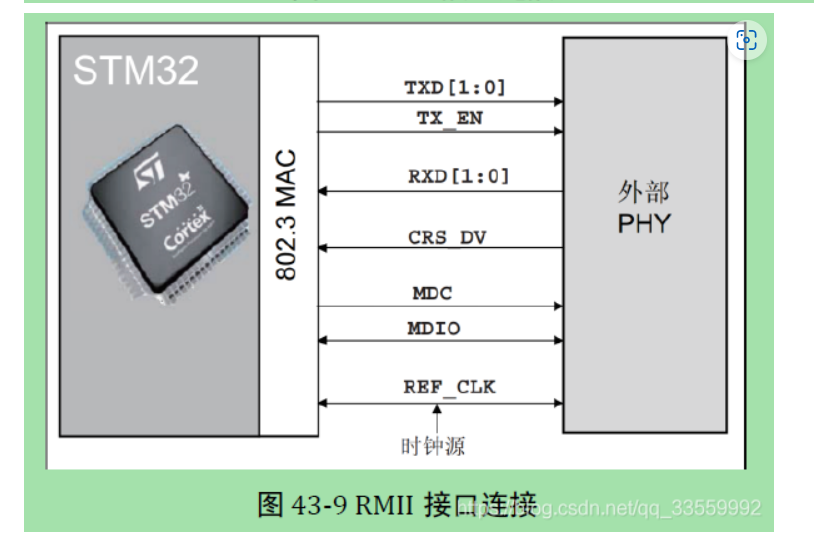 STM32
TXD[1:0]
TX_EN
RXD[1:0]
CRS_DV
MDC
MDIO
REF_CLK
时钟源
802.3 MAC
外部
PHY
ST
STM32
Cortex
图 43-9 RMII 接口连接
https://blog.csdn.net/qq_33559992